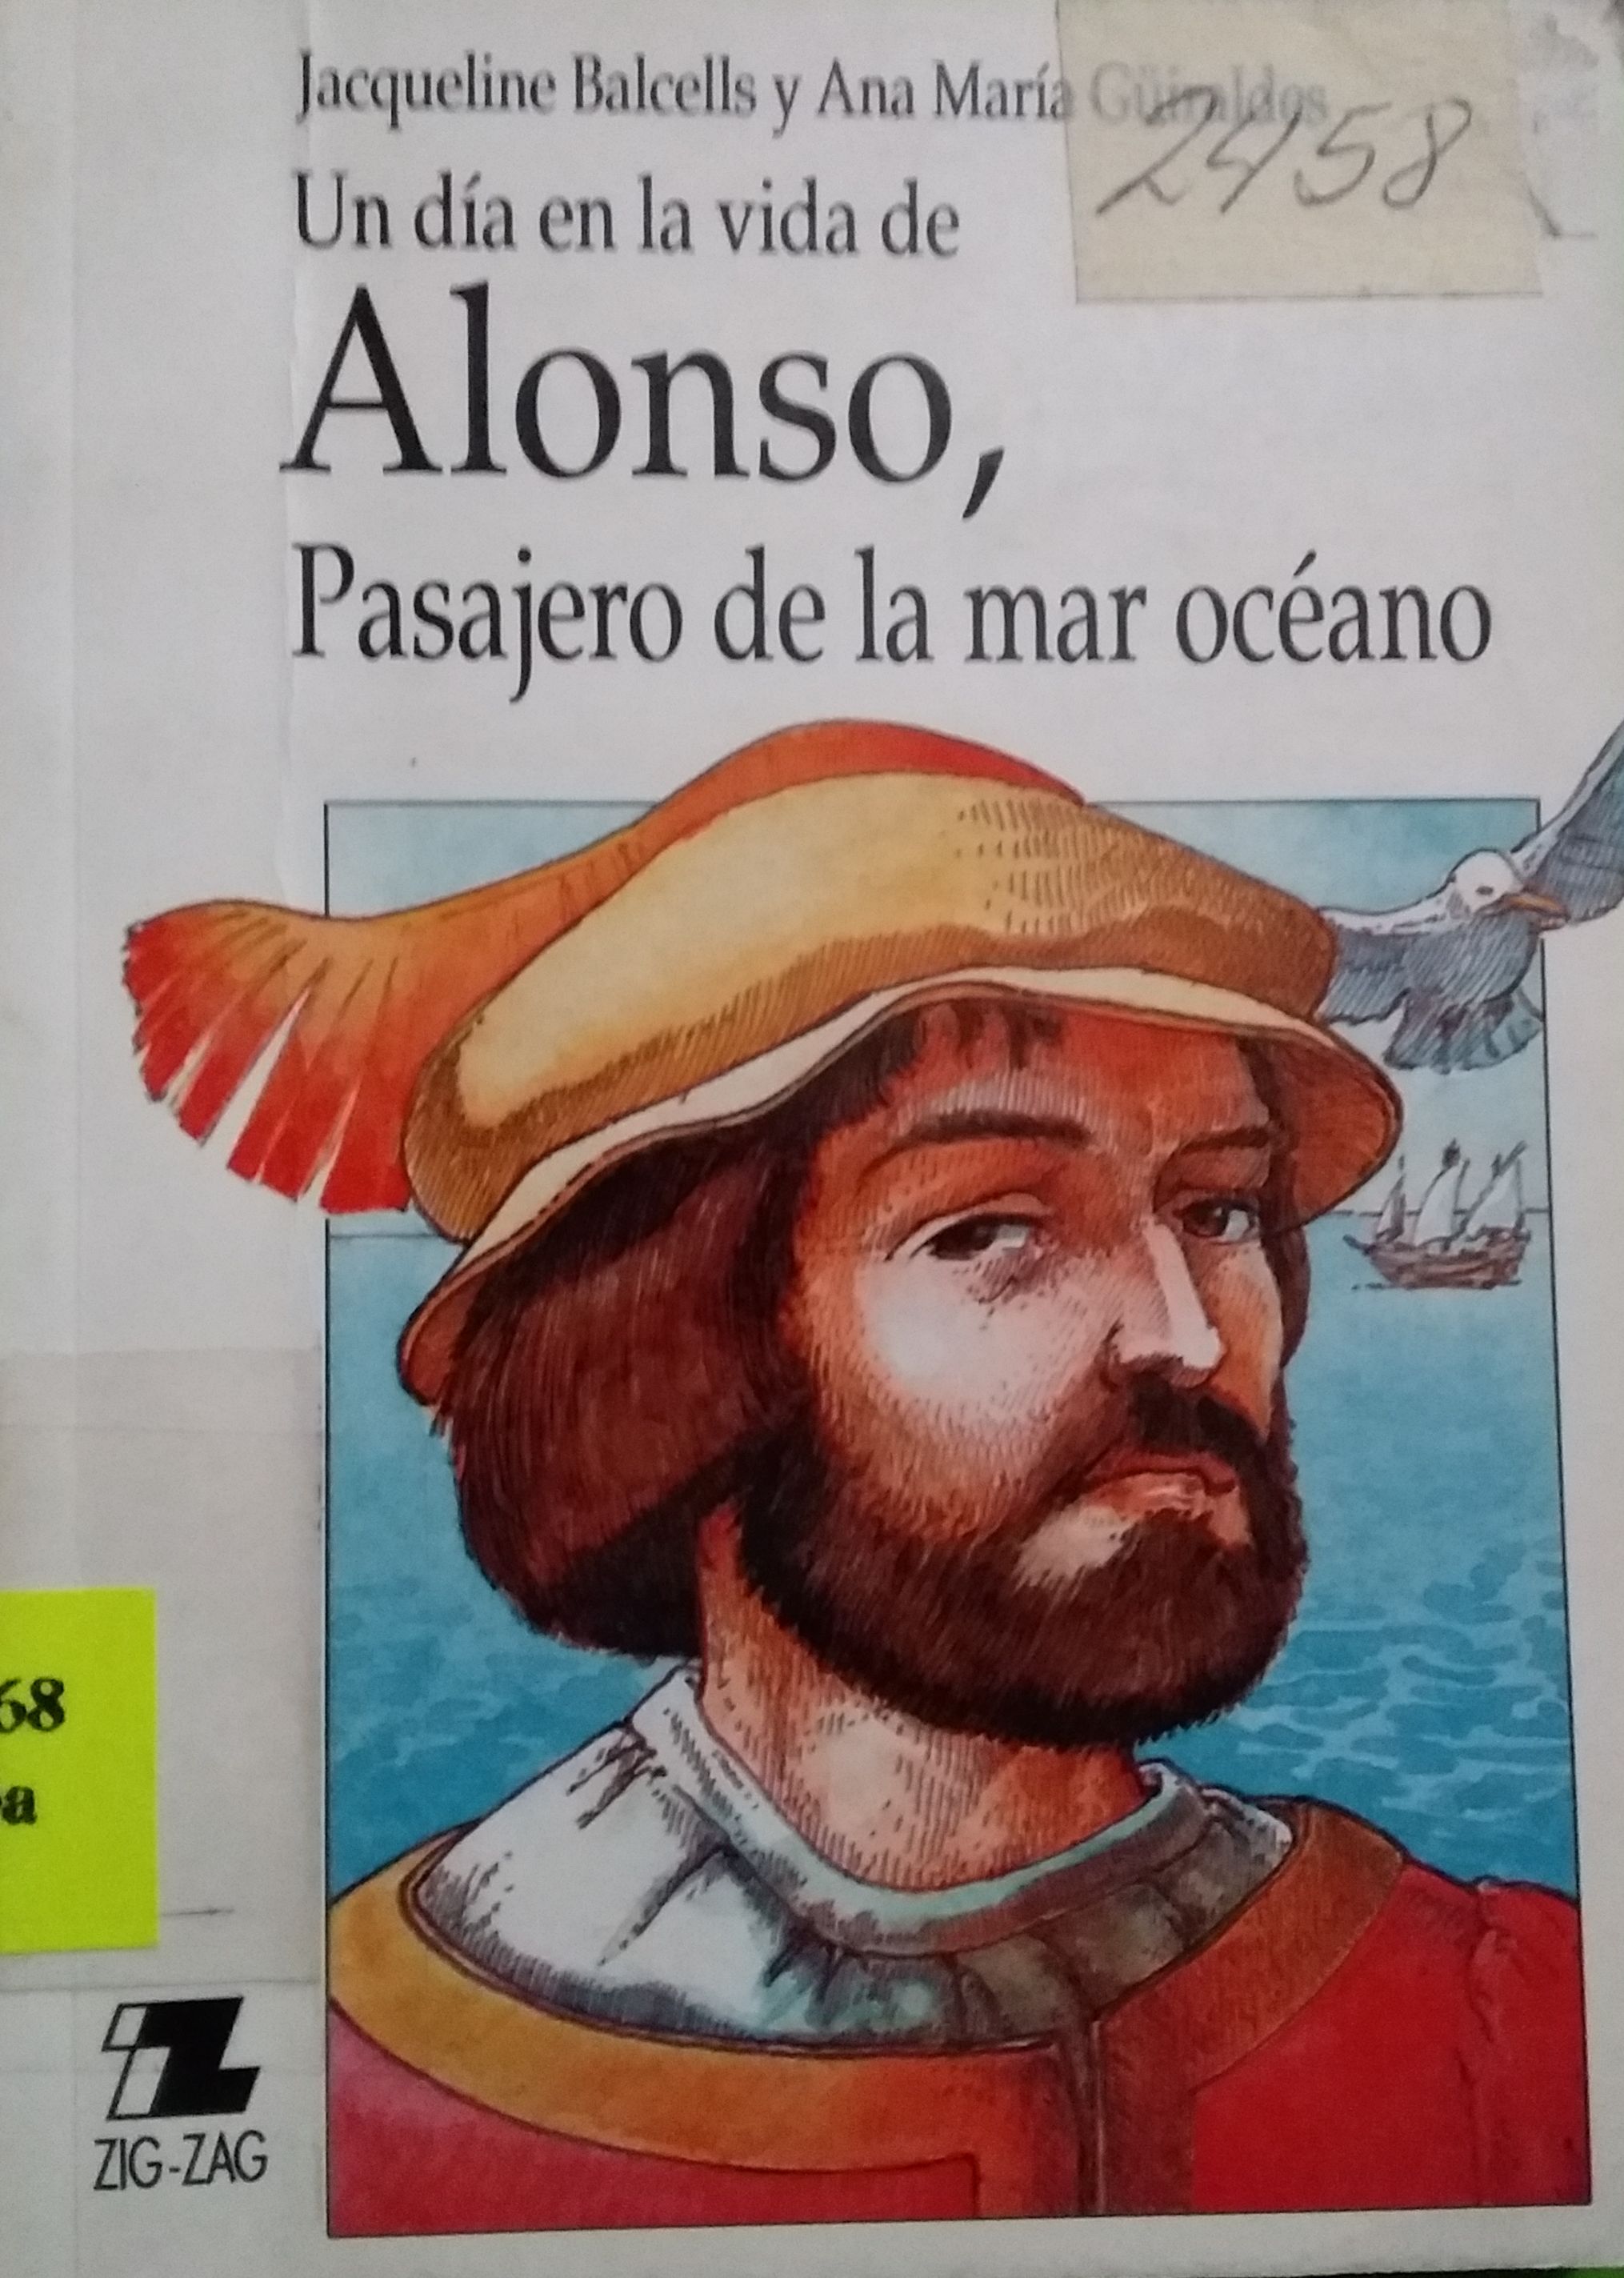 Jacqueline Balcells y Ana María Güiraldes
2458
Un día en la vida de
Alonso,
Pasajero de la mar océano
68
a
ZIG-ZAG